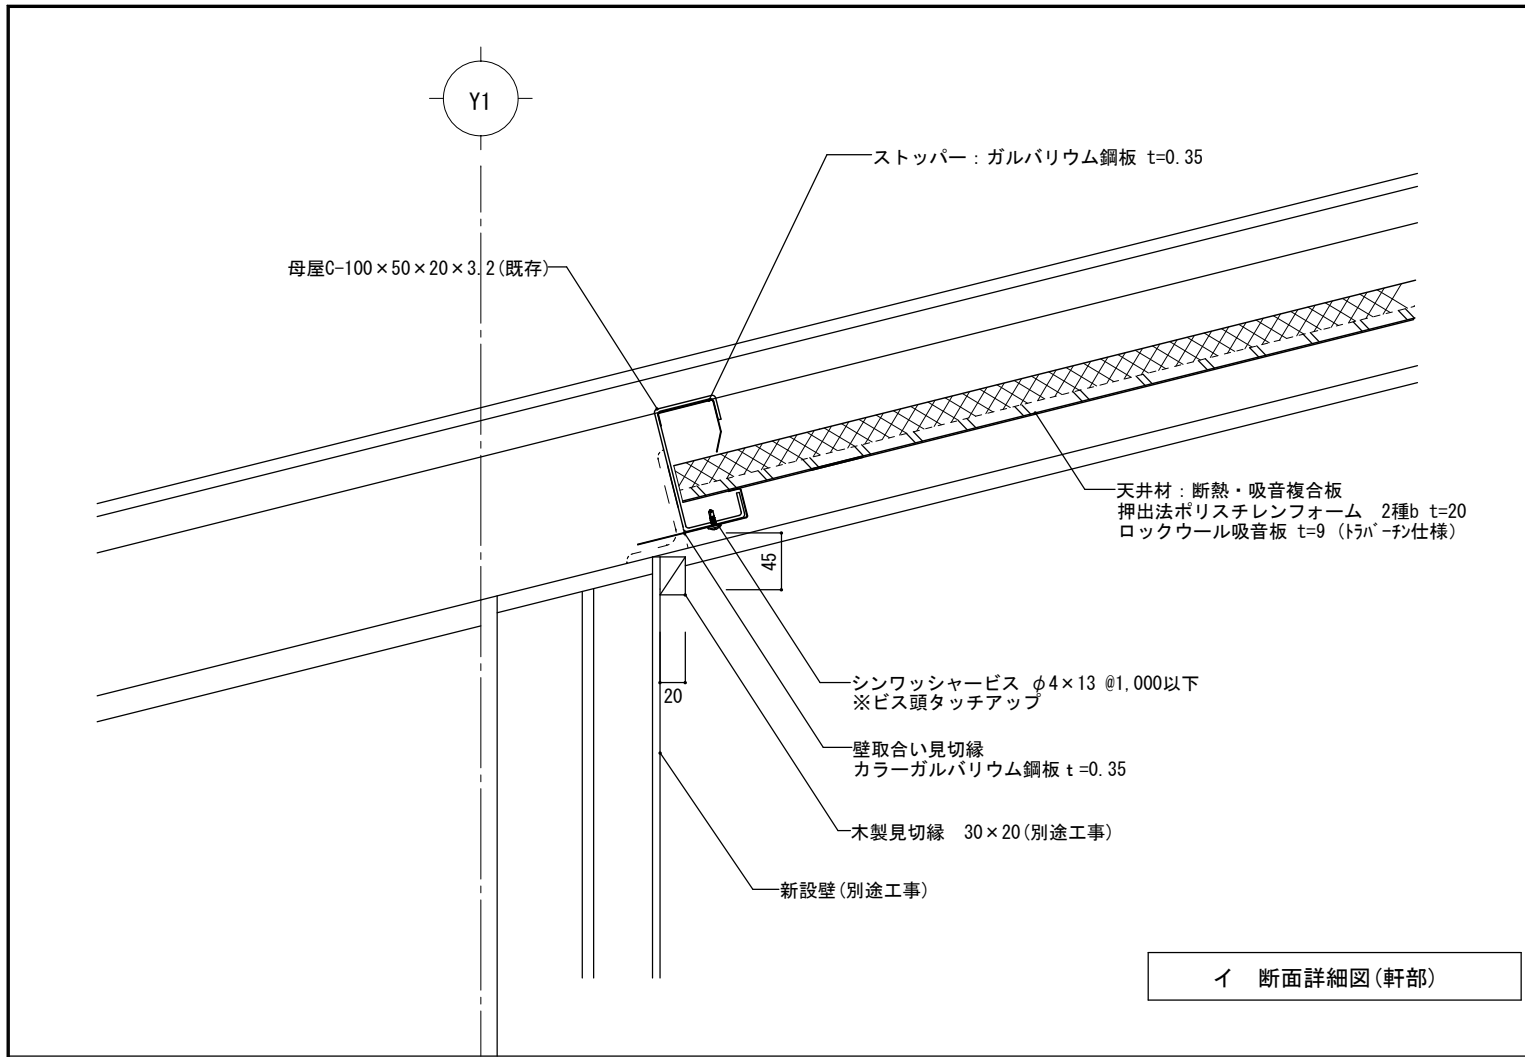 Y1
ストッパー：ガルバリウム鋼板 t=0.35
母屋C-100×50×20×3.2(既存)
天井材：断熱・吸音複合板
押出法ポリスチレンフォーム　2種b t=20
ロックウール吸音板 t=9 (ﾄﾗﾊﾞｰﾁﾝ仕様)
45
20
シンワッシャービス φ4×13 @1,000以下
※ビス頭タッチアップ
壁取合い見切縁
カラーガルバリウム鋼板 t=0.35
木製見切縁　30×20(別途工事)
新設壁(別途工事)
イ　断面詳細図(軒部)